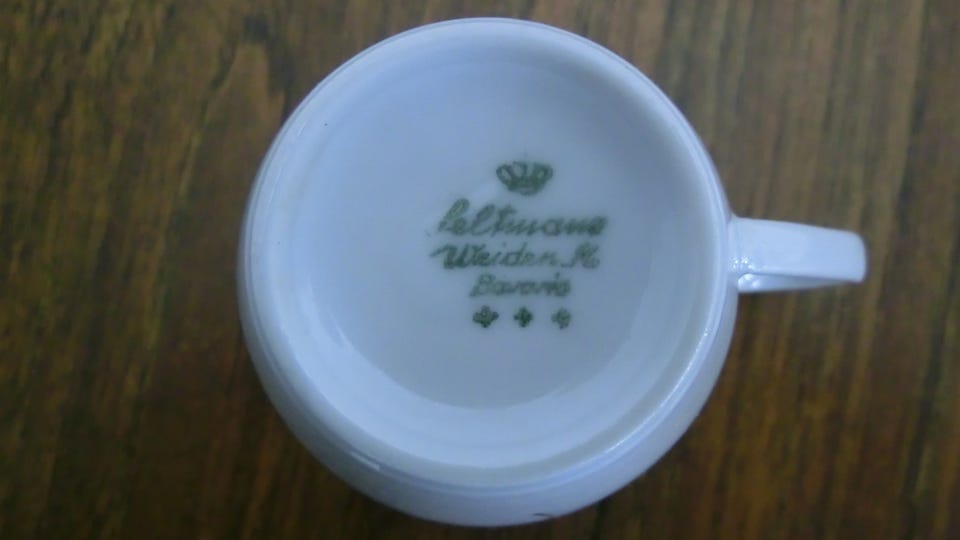 Seltmann
Weiden. K
Bavaria